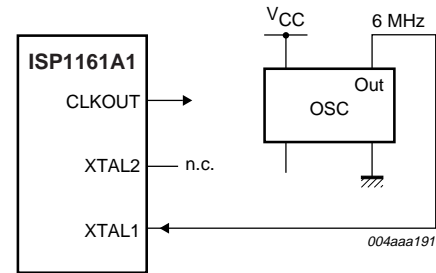 VCC
6 MHz
ISP1161A1
Out
CLKOUT
OSC
XTAL2
n.c.
XTAL1
004aaa191